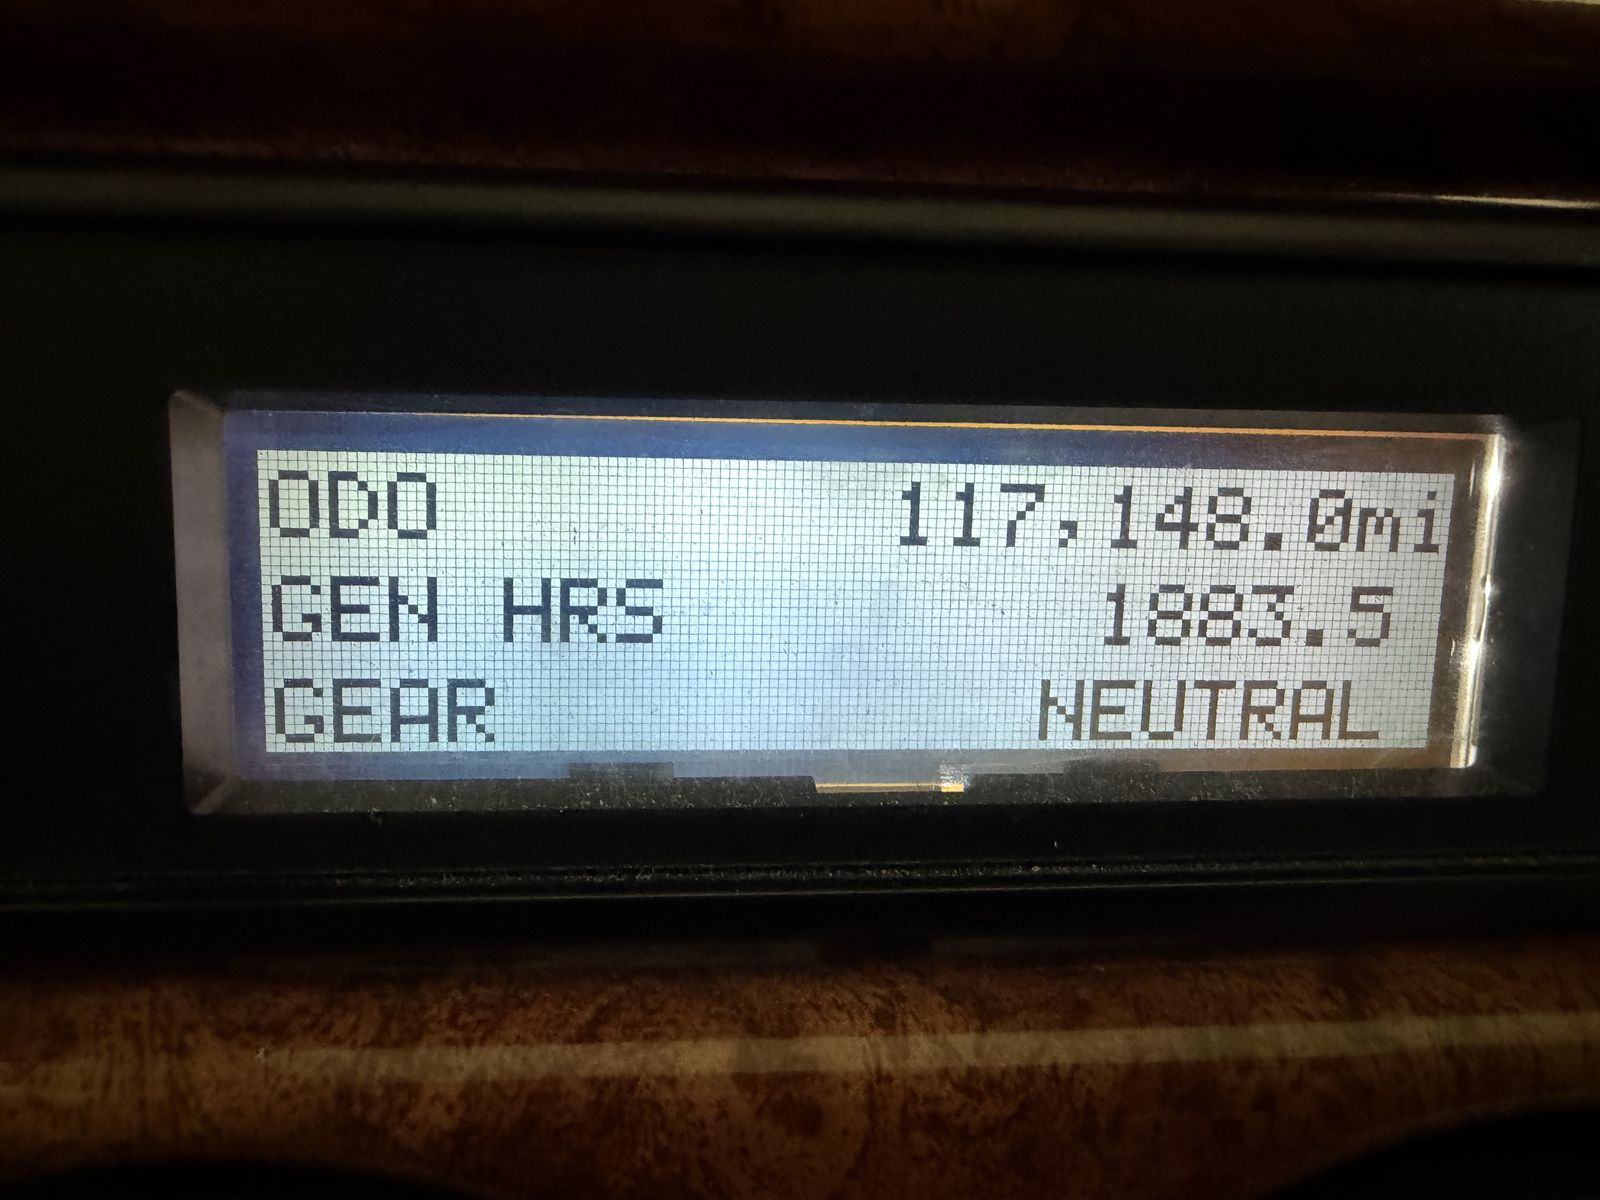 ODO 117,148.0mi
GEN HRS 1883.5
GEAR NEUTRAL